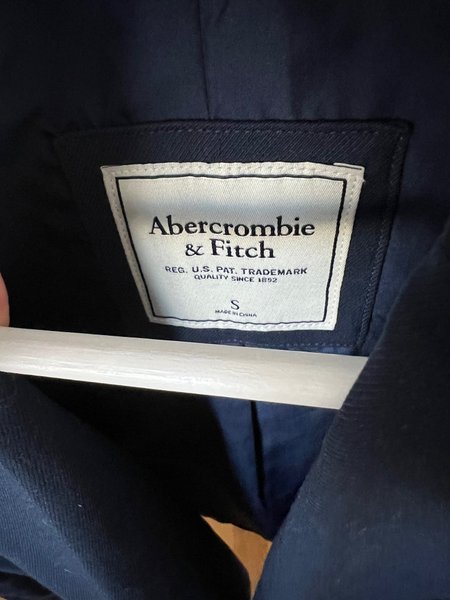 Abercrombie
& Fitch
REG. U.S. PAT. TRADEMARK
QUALITY SINCE 1892
S
MADE IN CHINA